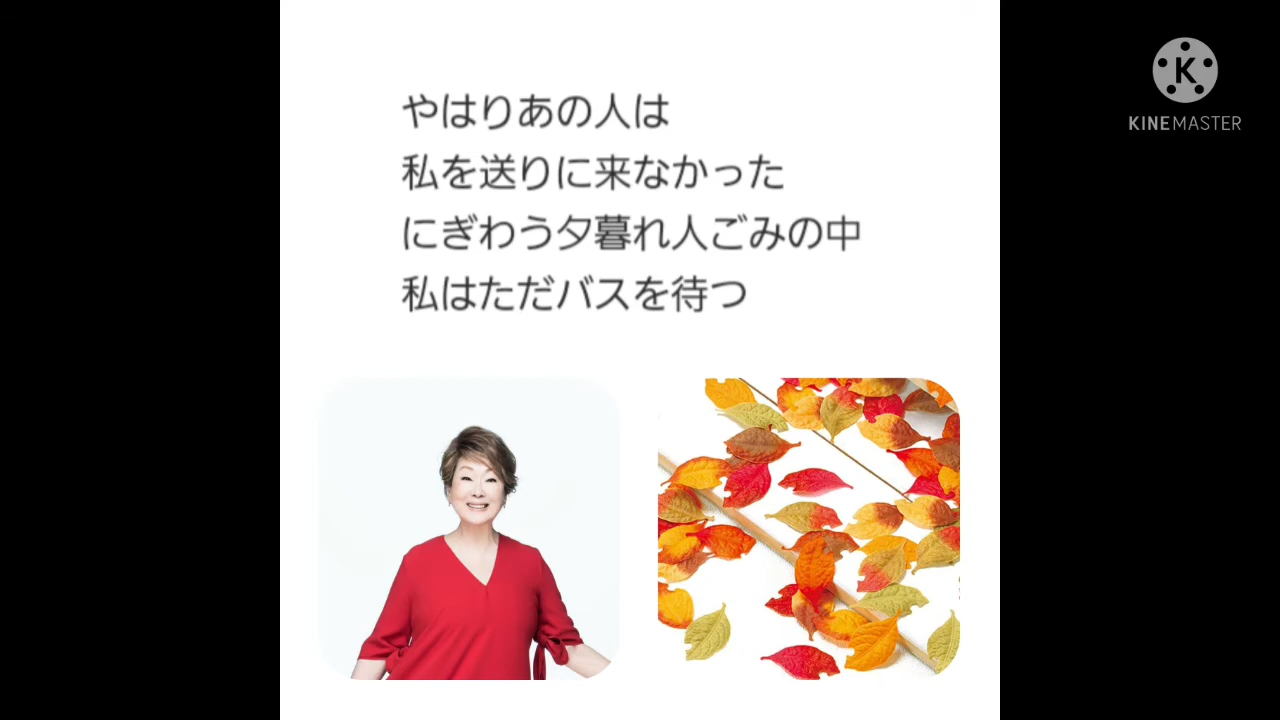 やはりあの人は
私を送りに来なかった
にぎわう夕暮れ人ごみの中
私はただバスを待つ
KINEMASTER